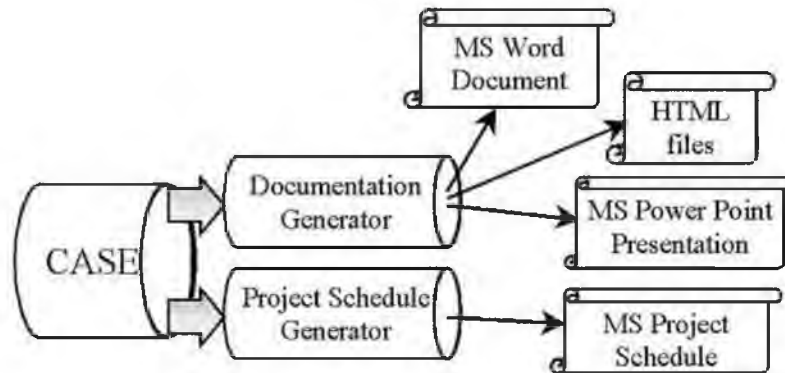 MS Word
Document
HTML
files
Documentation
Generator
MS Power Point
Presentation
CASE
Project Schedule
Generator
MS Project
Schedule